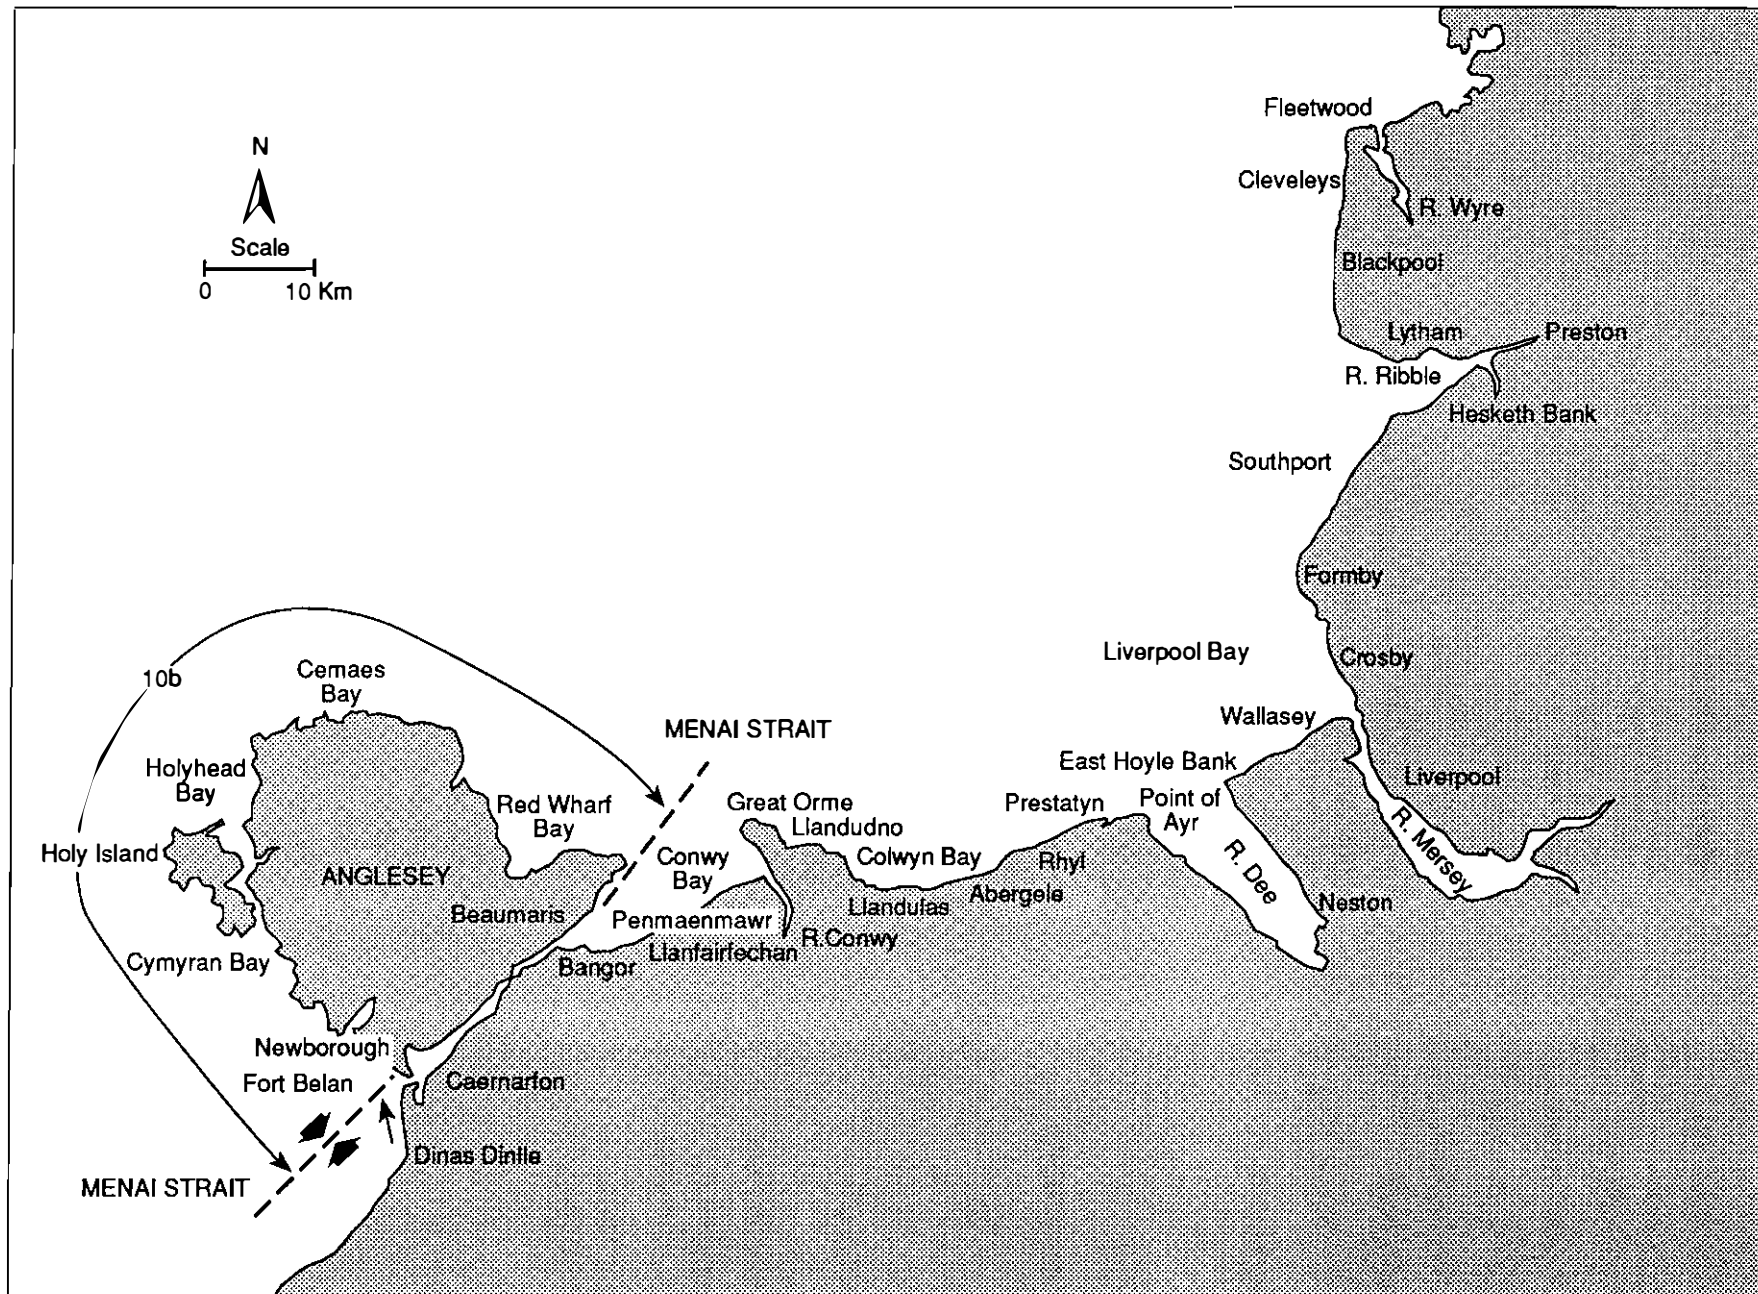 Fleetwood
N
Cleveleys
R. Wyre
Scale
Blackpool
0 10 Km
Lytham
Preston
R. Ribble
Hesketh Bank
Southport
Formby
Liverpool Bay
Crosby
10b
Cemaes
Bay
Wallasey
MENAI STRAIT
Holyhead
Bay
East Hoyle Bank
Liverpool
Red Wharf
Bay
Great Orme
Prestatyn
Point of
Ayr
Llandudno
R. Mersey
Holy Island
Conwy
Bay
Colwyn Bay
Rhyl
R. Dee
ANGLESEY
Abergele
Beaumaris
Penmaenmawr
Llandulas
Neston
R.Conwy
Llanfairfechan
Cymyran Bay
Bangor
Newborough
Fort Belan
Caernarfon
Dinas Dinlle
MENAI STRAIT